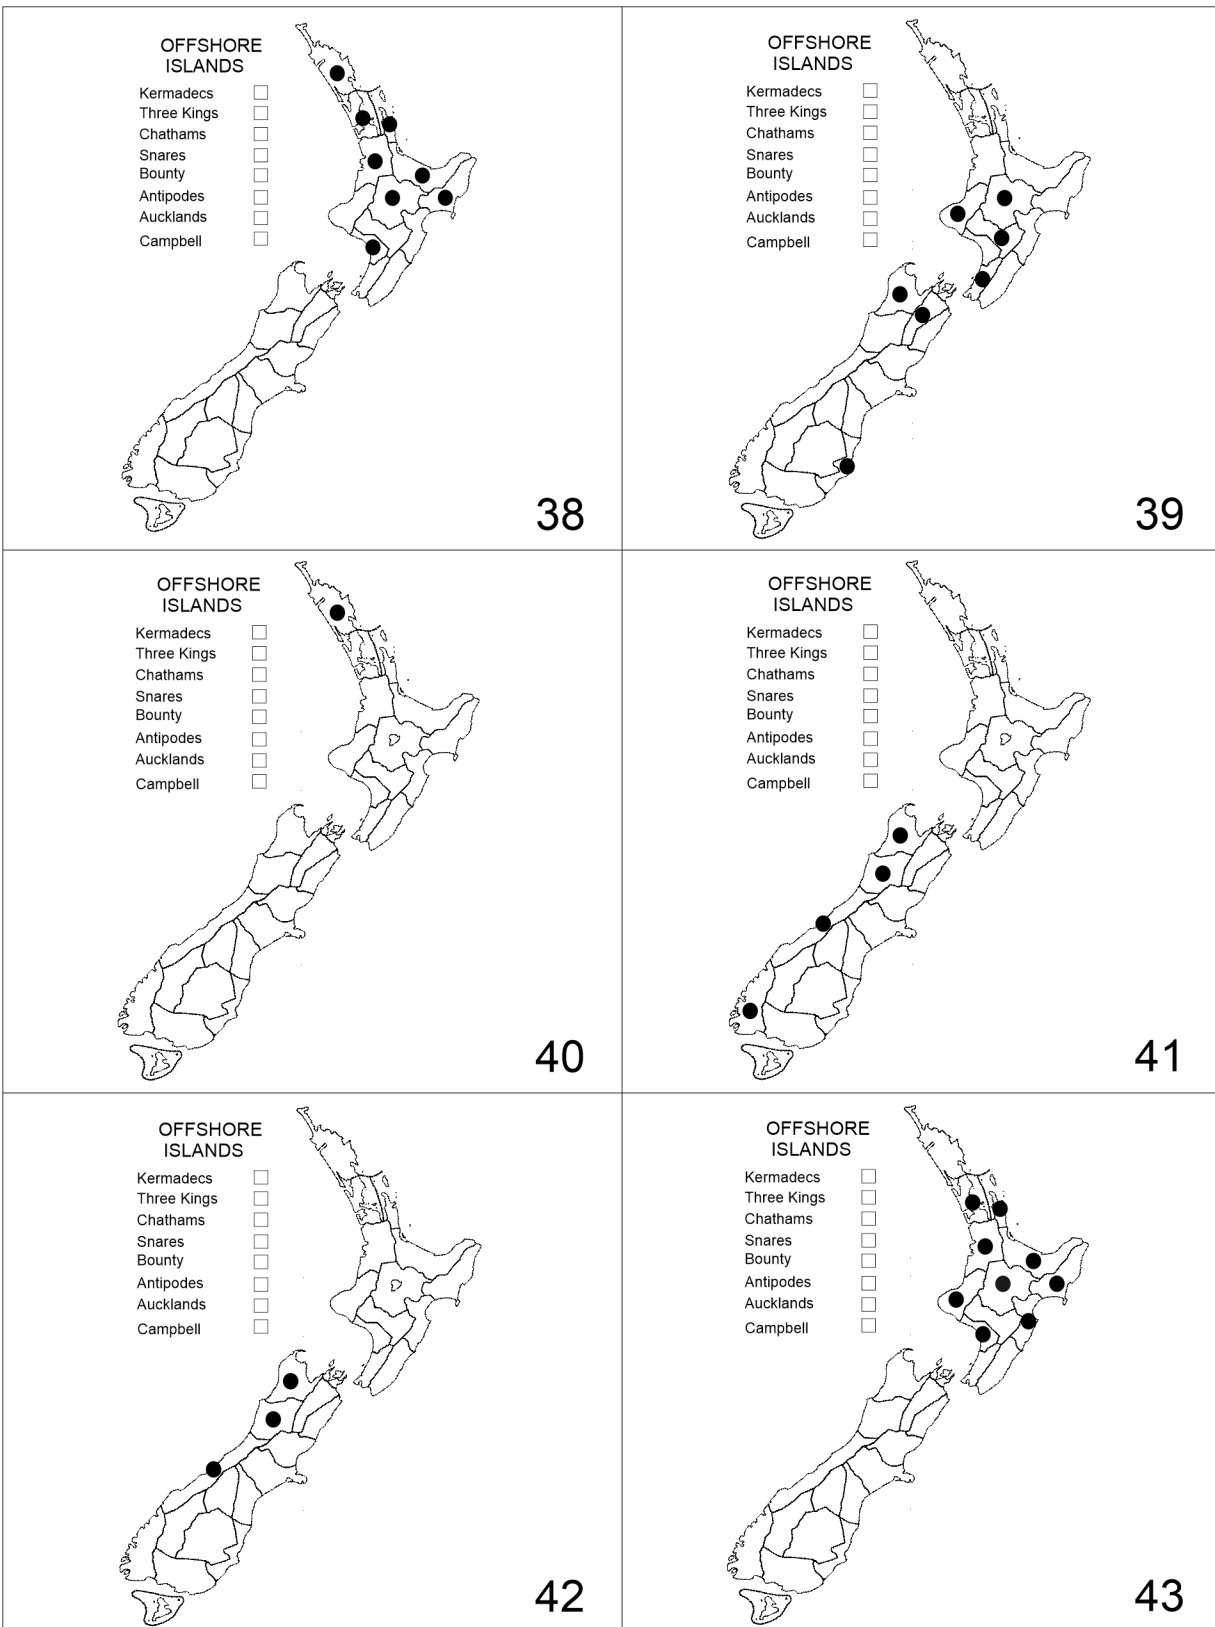 OFFSHORE
ISLANDS
Kermadecs
Three Kings
Chathams
Snares
Bounty
Antipodes
Aucklands
Campbell
38
OFFSHORE
ISLANDS
Kermadecs
Three Kings
Chathams
Snares
Bounty
Antipodes
Aucklands
Campbell
39
OFFSHORE
ISLANDS
Kermadecs
Three Kings
Chathams
Snares
Bounty
Antipodes
Aucklands
Campbell
40
OFFSHORE
ISLANDS
Kermadecs
Three Kings
Chathams
Snares
Bounty
Antipodes
Aucklands
Campbell
41
OFFSHORE
ISLANDS
Kermadecs
Three Kings
Chathams
Snares
Bounty
Antipodes
Aucklands
Campbell
42
OFFSHORE
ISLANDS
Kermadecs
Three Kings
Chathams
Snares
Bounty
Antipodes
Aucklands
Campbell
43